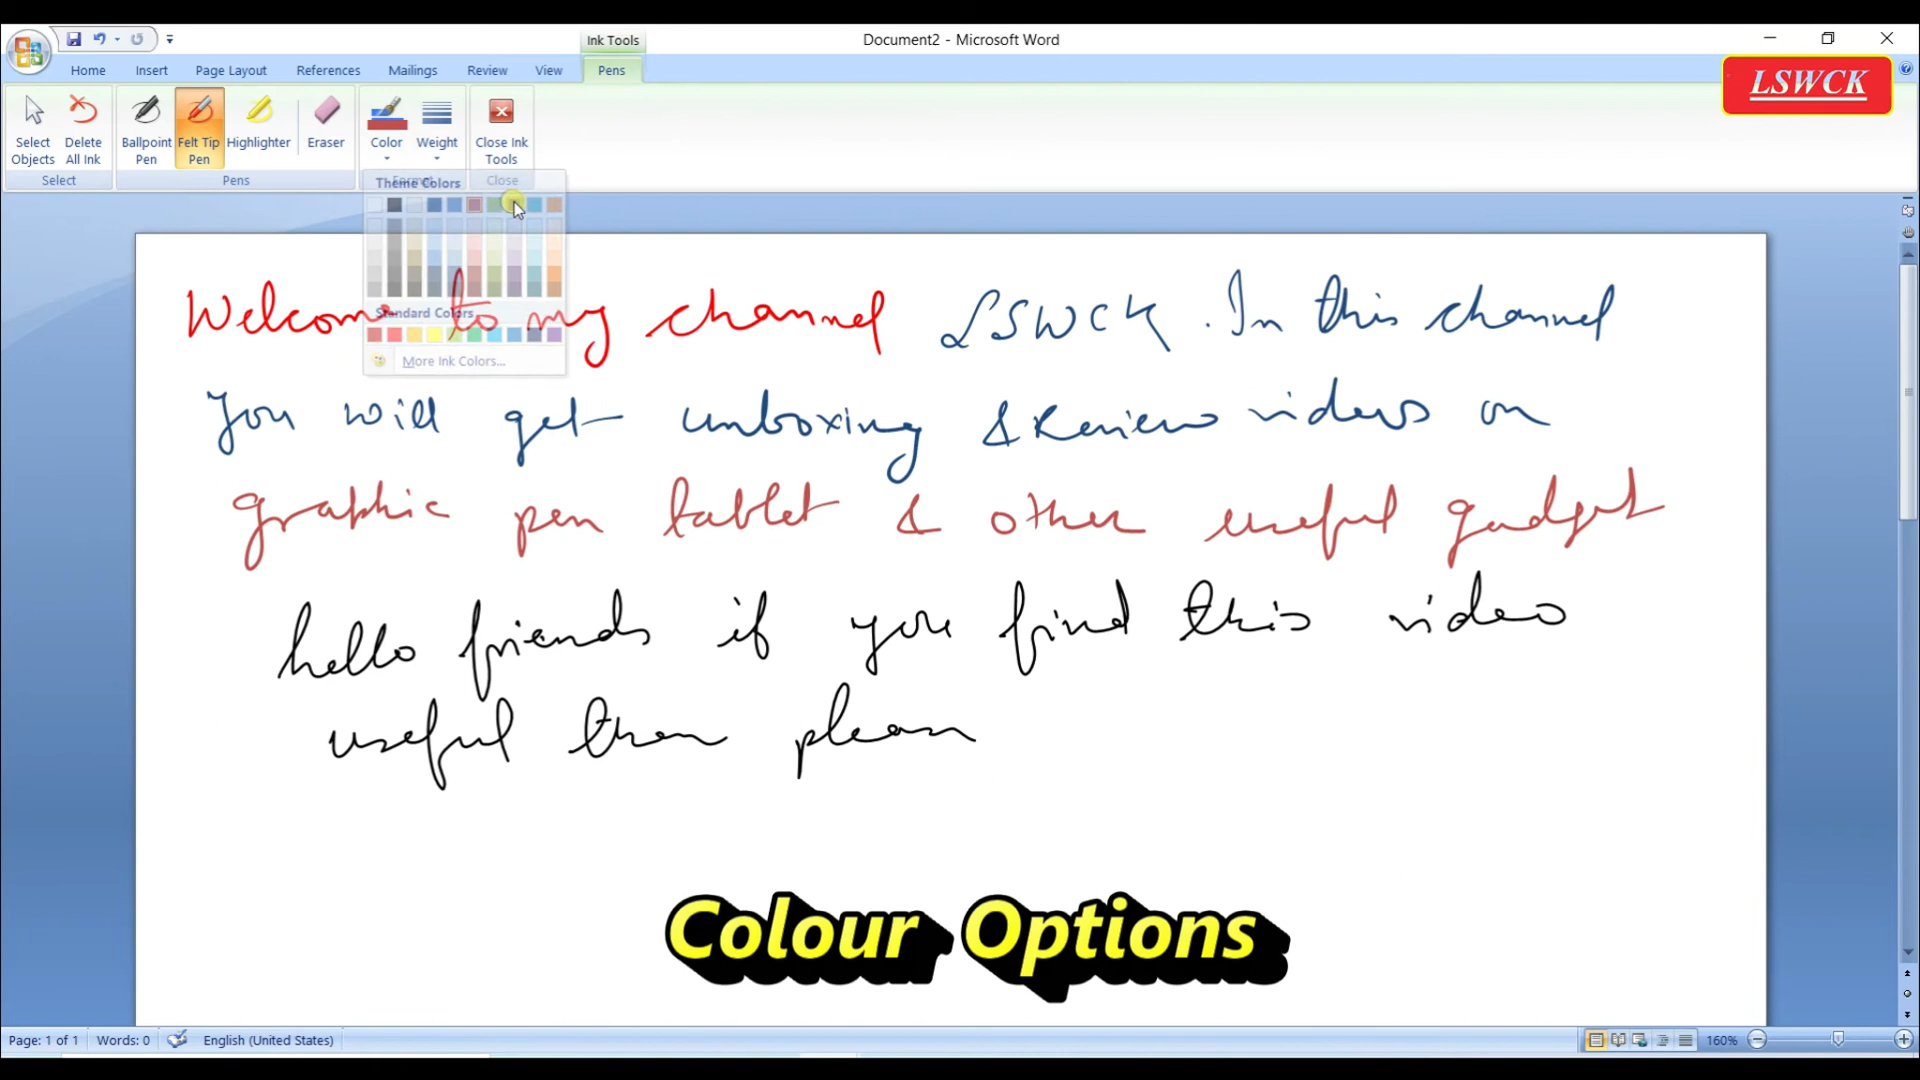 Ink Tools
Document2 - Microsoft Word
Home Insert Page Layout References Mailings Review View Pens
LSWCK
Select Objects
Delete All Ink
Ballpoint Pen
Felt Tip Pen
Highlighter
Eraser
Color
Weight
Close Ink Tools
Select
Pens
Format
Close
Theme Colors
Standard Colors
More Ink Colors...
Welcome to my channel LSWCK . In this channel
You will get unboxing & Review videos on
graphic pen tablet & other useful gadget
hello friends if you find this video
useful then please
Colour Options
Page: 1 of 1 Words: 0 English (United States) 160%